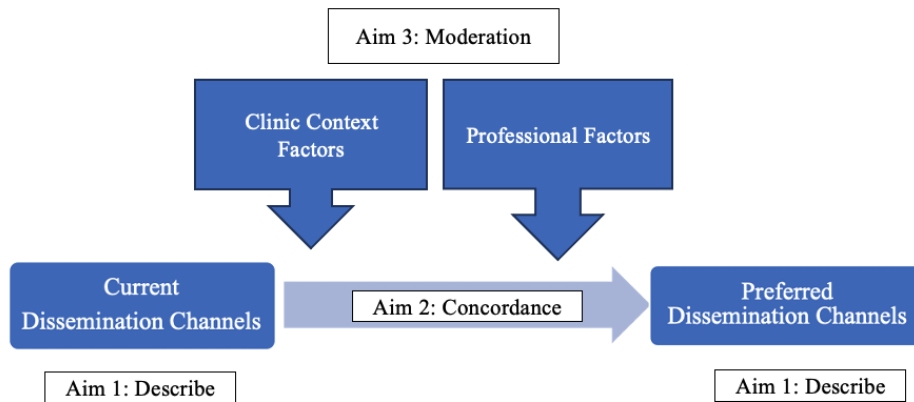 Aim 3: Moderation
Clinic Context
Factors
Professional Factors
Current
Dissemination Channels
Aim 2: Concordance
Preferred
Dissemination Channels
Aim 1: Describe
Aim 1: Describe